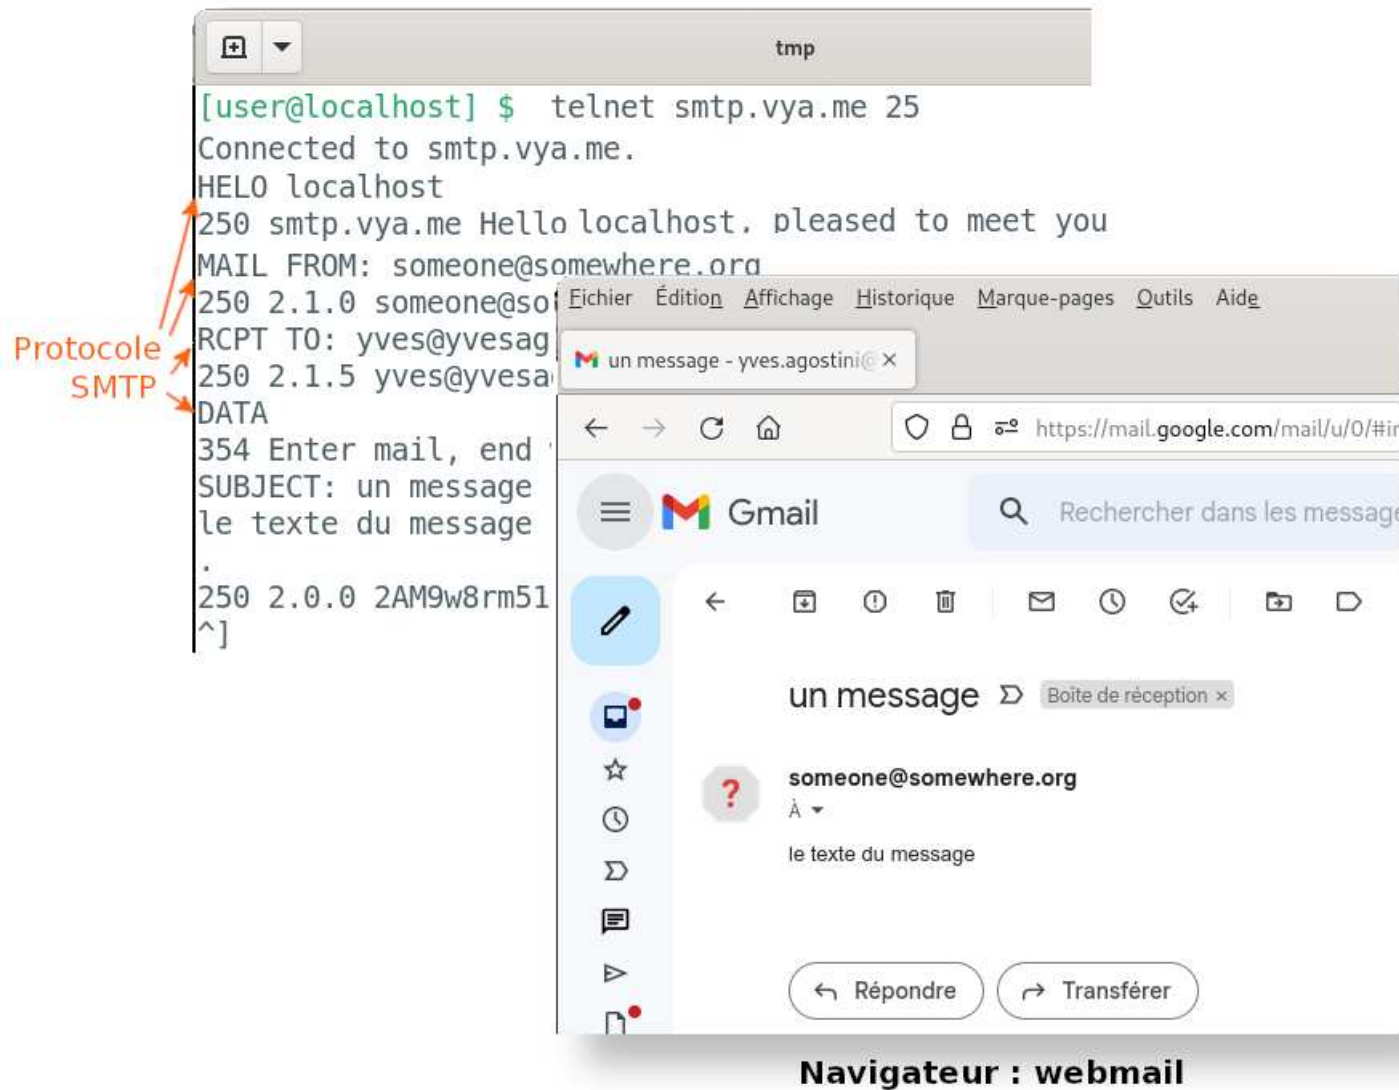 tmp
[user@localhost] $ telnet smtp.vya.me 25
Connected to smtp.vya.me.
HELO localhost
250 smtp.vya.me Hello localhost. pleased to meet you
MAIL FROM: someone@somewhere.org
250 2.1.0 someone@so
RCPT TO: yves@yvesag
250 2.1.5 yves@yvesa
DATA
354 Enter mail, end
SUBJECT: un message
le texte du message
.
250 2.0.0 2AM9w8rm51
^]
Protocole
SMTP
Fichier Édition Affichage Historique Marque-pages Outils Aide
un message - yves.agostini@
https://mail.google.com/mail/u/0/#in
Gmail
Rechercher dans les message
un message
Boîte de réception ×
someone@somewhere.org
À
le texte du message
Répondre
Transférer
Navigateur : webmail